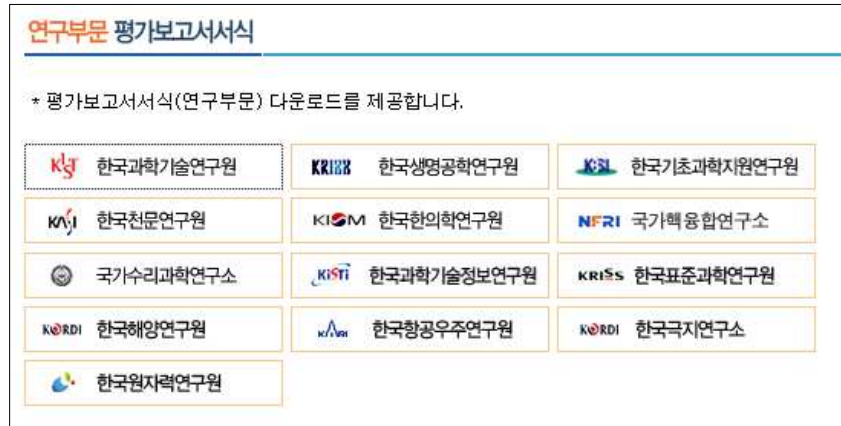 연구부문 평가보고서서식
* 평가보고서서식(연구부문) 다운로드를 제공합니다.
KIST 한국과학기술연구원
한국생명공학연구원
한국기초과학지원연구원
KASI 한국천문연구원
KIOM 한국한의학연구원
NFRI 국가핵융합연구소
국가수리과학연구소
KiSTi 한국과학기술정보연구원
KRISS 한국표준과학연구원
KORDI 한국해양연구원
KARI 한국항공우주연구원
KORDI 한국극지연구소
한국원자력연구원